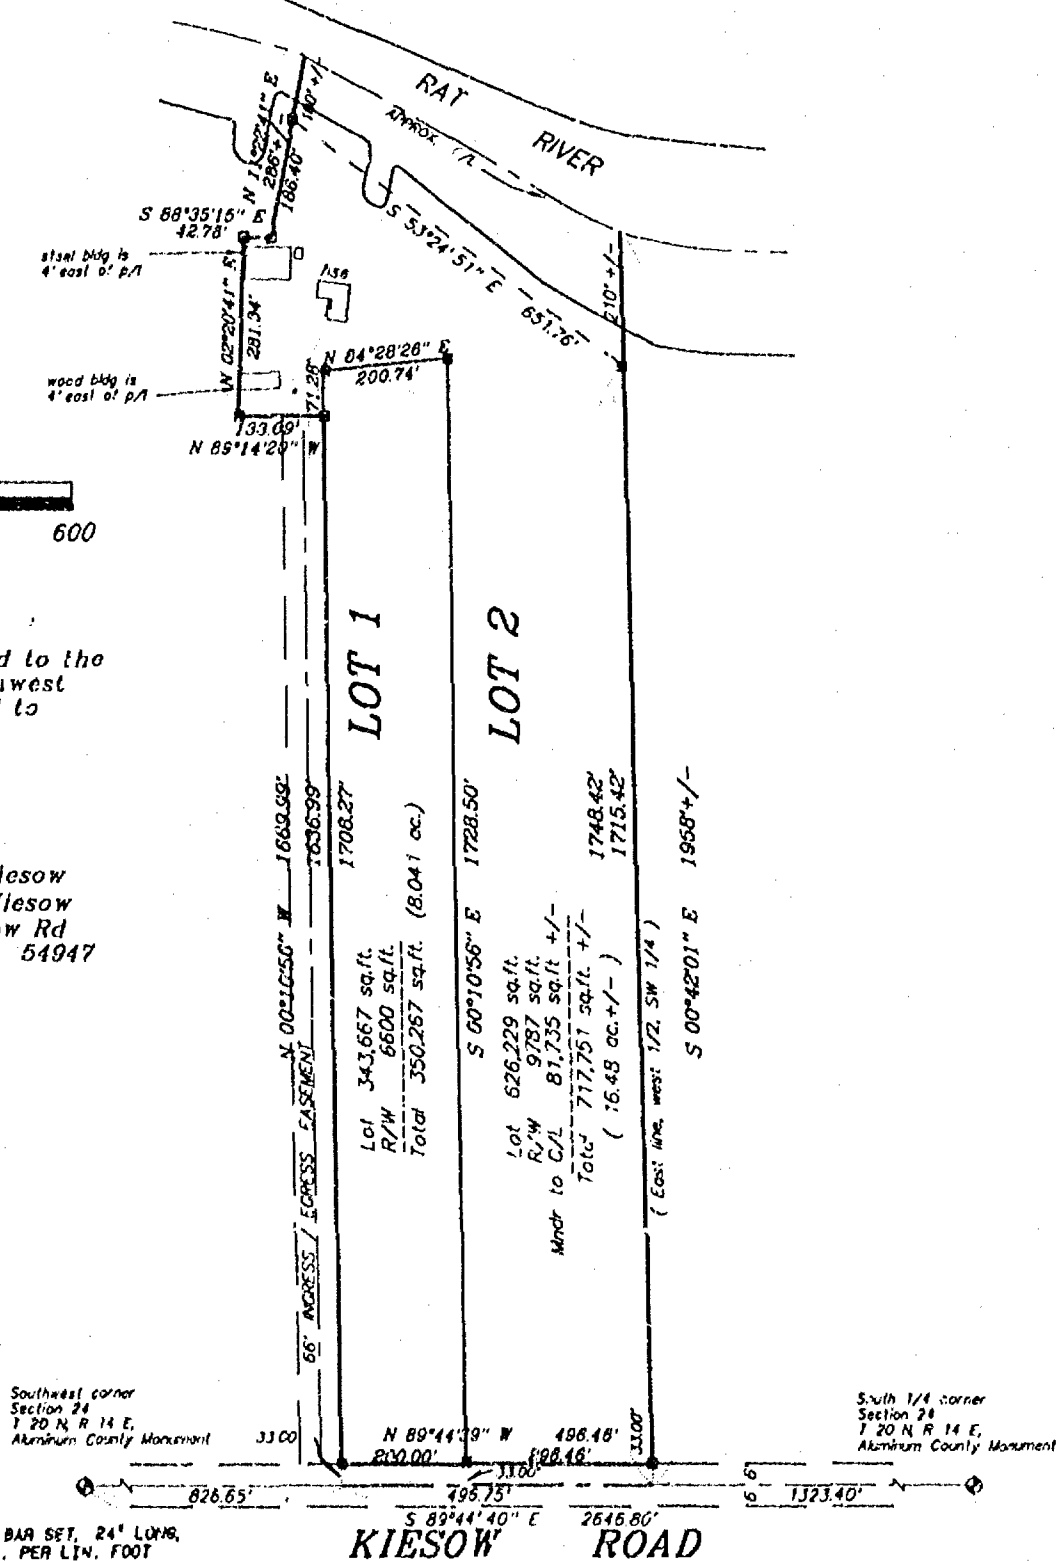 RAT
RIVER
APPROX. C/L
N 11°22'41" E
286'+/-
186.40'
100'+/-
S 88°35'15" E
42.78'
steel bldg is
4' east of p/l
S 53°24'51" E
651.76'
210'+/-
N 02°20'41" E
281.34'
N 84°28'26" E
200.74'
wood bldg is
4' east of p/l
71.28'
133.09'
N 89°14'29" W
600
d to the
west
to
LOT 1
LOT 2
N 00°10'56" W 1669.99'
1636.99'
1708.27'
S 00°10'56" E 1728.50'
1748.42'
1715.42'
S 00°42'01" E 1958'+/-
iesow
iesow
w Rd
54947
Lot 343,667 sq.ft.
R/W 6600 sq.ft.
Total 350,267 sq.ft. (8.041 ac.)
Lot 626,229 sq.ft.
R/W 9787 sq.ft.
Mndr to C/L 81,735 sq.ft +/-
Total 717,751 sq.ft. +/-
( 16.48 ac.+/- )
( East line, west 1/2, SW 1/4 )
66' INGRESS / EGRESS EASEMENT
Southwest corner
Section 24
T 20 N, R 14 E,
Aluminum County Monument
South 1/4 corner
Section 24
T 20 N, R 14 E,
Aluminum County Monument
33.00
N 89°44'39" W 496.46'
33.00'
200.00'
33.00'
826.65'
495.75'
6
6
1323.40'
S 89°44'40" E 2646.80'
KIESOW ROAD
BAR SET, 24" LONG,
. PER LIN. FOOT